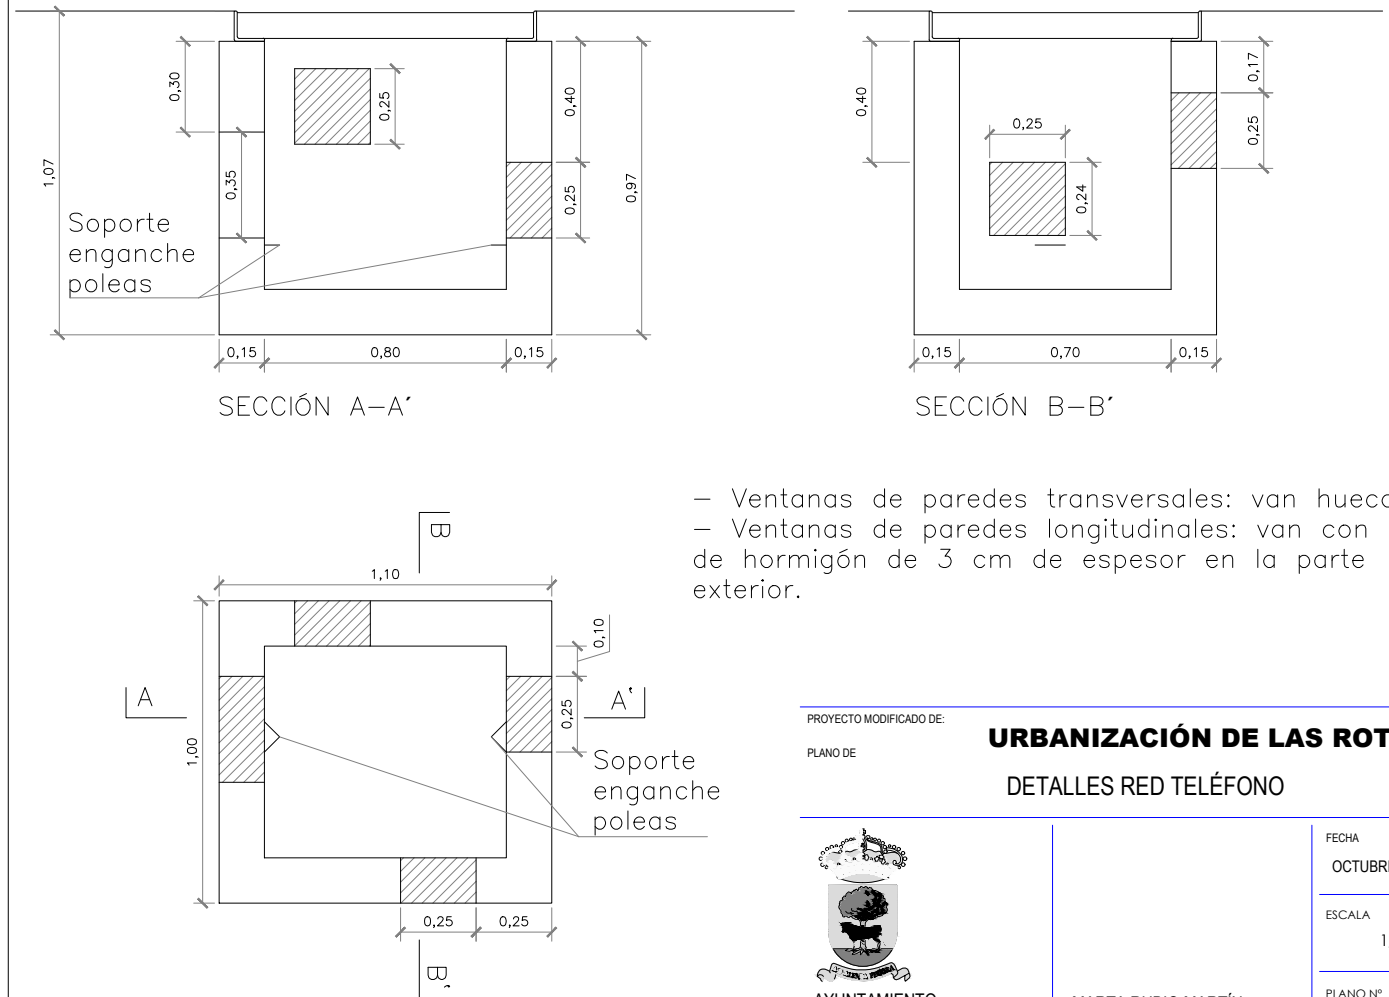 0,30
0,25
0,40
0,35
0,25
1,07
0,97
Soporte
enganche
poleas
0,15
0,80
0,15
SECCIÓN A-A´
0,40
0,17
0,25
0,25
0,24
0,15
0,70
0,15
SECCIÓN B-B´
- Ventanas de paredes transversales: van
- Ventanas de paredes longitudinales: van con
de hormigón de 3 cm de espesor en la parte
exterior.
B
1,10
0,10
A
A'
0,25
1,00
Soporte
enganche
poleas
0,25
0,25
B'
PROYECTO MODIFICADO DE:
URBANIZACIÓN DE LAS
PLANO DE
DETALLES RED TELÉFONO
FECHA
ESCALA
1
PLANO Nº
AYUNTAMIENTO